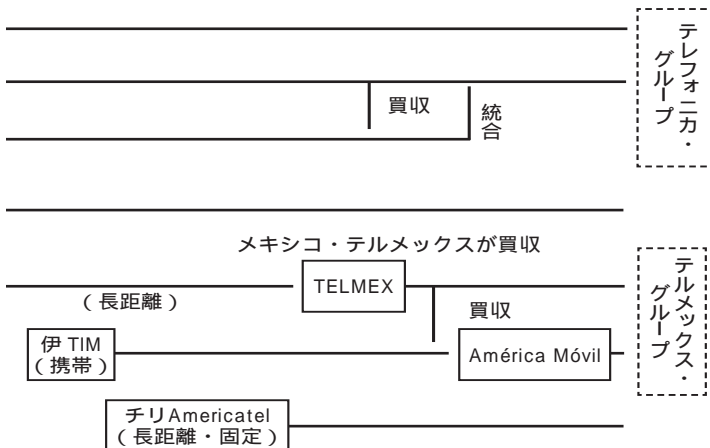 テレフォニカ・
グループ
買収
統合
メキシコ・テルメックスが買収
TELMEX
（長距離）
買収
テルメックス・
グループ
伊 TIM
（携帯）
América Móvil
チリAmericatel
（長距離・固定）